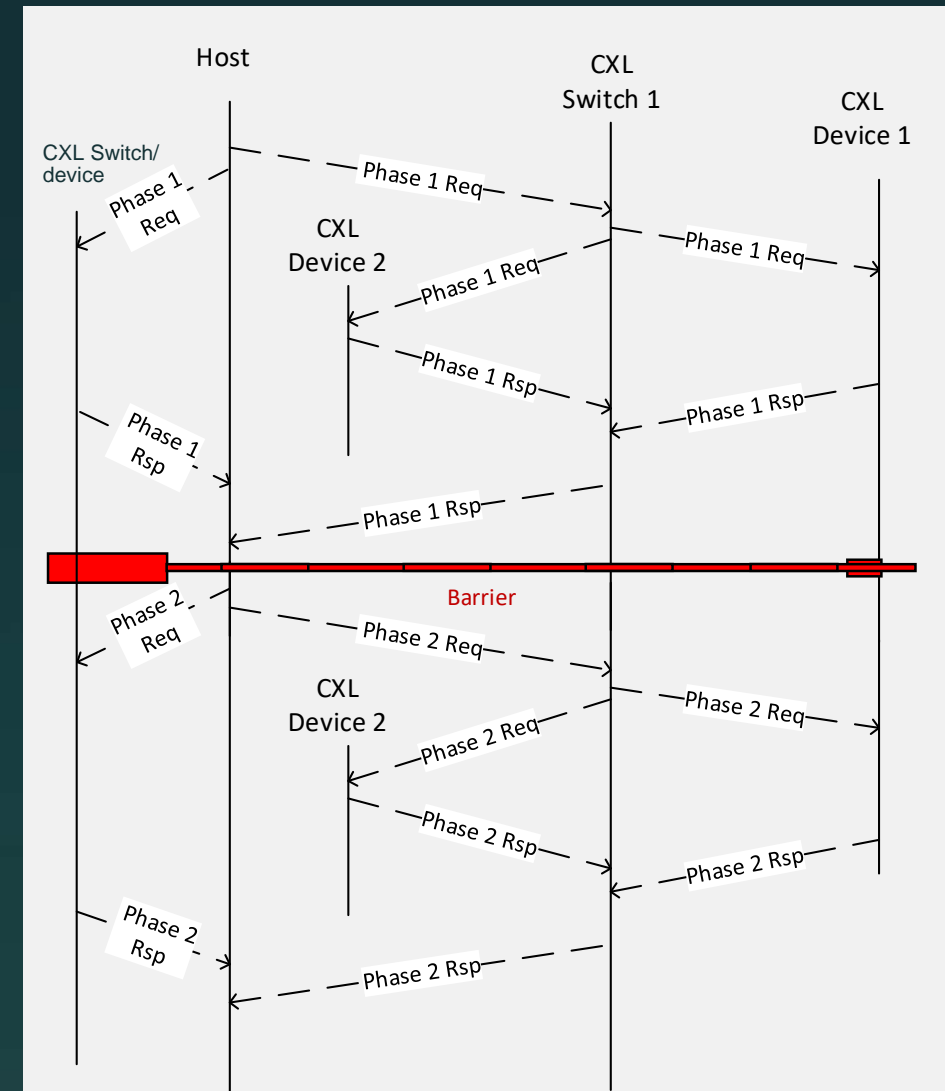 Host
CXL
Switch 1
CXL
Device 1
CXL Switch/
device
Phase 1
Req
Phase 1 Req
CXL
Device 2
Phase 1 Req
Phase 1 Req
Phase 1 Rsp
Phase 1 Rsp
Phase 1
Rsp
Phase 1 Rsp
Barrier
Phase 2
Req
Phase 2 Req
CXL
Device 2
Phase 2 Req
Phase 2 Req
Phase 2 Rsp
Phase 2 Rsp
Phase 2
Rsp
Phase 2 Rsp